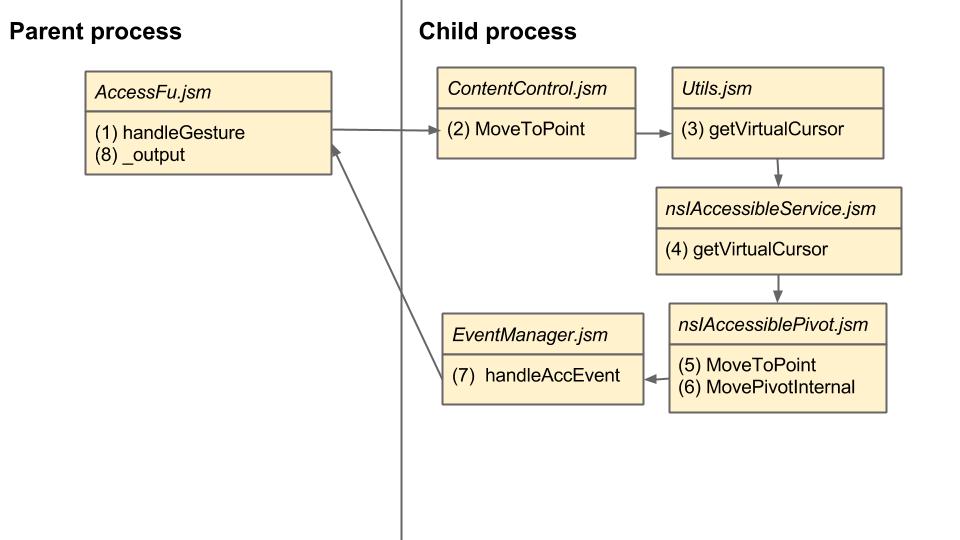 Parent process
Child process
AccessFu.jsm
(1) handleGesture
(8) _output
ContentControl.jsm
(2) MoveToPoint
Utils.jsm
(3) getVirtualCursor
nsIAccessibleService.jsm
(4) getVirtualCursor
nsIAccessiblePivot.jsm
(5) MoveToPoint
(6) MovePivotInternal
EventManager.jsm
(7) handleAccEvent